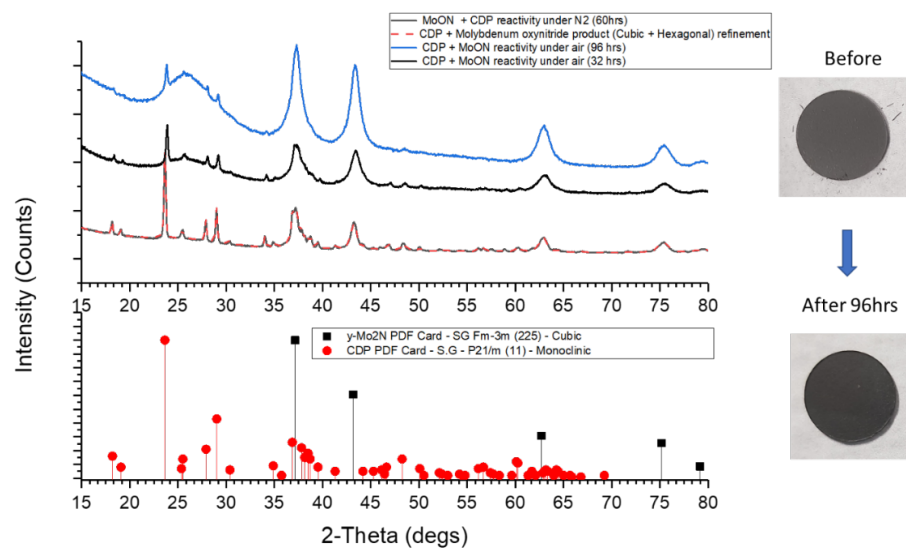 MoON + CDP reactivity under N2 (60hrs)
CDP + Molybdenum oxynitride product (Cubic + Hexagonal) refinement
CDP + MoON reactivity under air (96 hrs)
CDP + MoON reactivity under air (32 hrs)
Before
After 96hrs
Intensity (Counts)
15 20 25 30 35 40 45 50 55 60 65 70 75 80
y-Mo2N PDF Card - SG Fm-3m (225) - Cubic
CDP PDF Card - S.G - P21/m (11) - Monoclinic
15 20 25 30 35 40 45 50 55 60 65 70 75 80
2-Theta (degs)